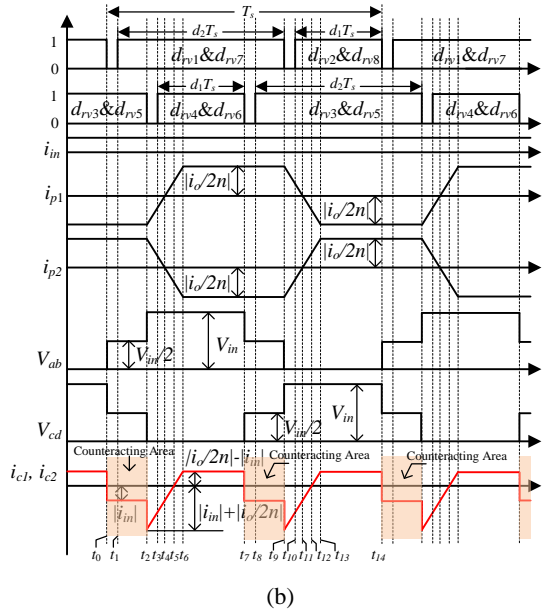 T_s
1 d_2T_s d_1T_s
0 d_rv1&d_rv7 d_rv2&d_rv8 d_rv1&d_rv7
1 d_1T_s d_2T_s
0 d_rv3&d_rv5 d_rv4&d_rv6 d_rv3&d_rv5 d_rv4&d_rv6
i_in
i_p1 |i_o/2n| |i_o/2n|
i_p2 |i_o/2n| |i_o/2n|
V_ab V_in/2 V_in
V_cd V_in/2 V_in
Counteracting Area |i_o/2n|-|i_in| Counteracting Area Counteracting Area
i_c1, i_c2 |i_in| |i_in|+|i_o/2n|
t_0 t_1 t_2 t_3 t_4 t_5 t_6 t_7 t_8 t_9 t_10 t_11 t_12 t_13 t_14
(b)